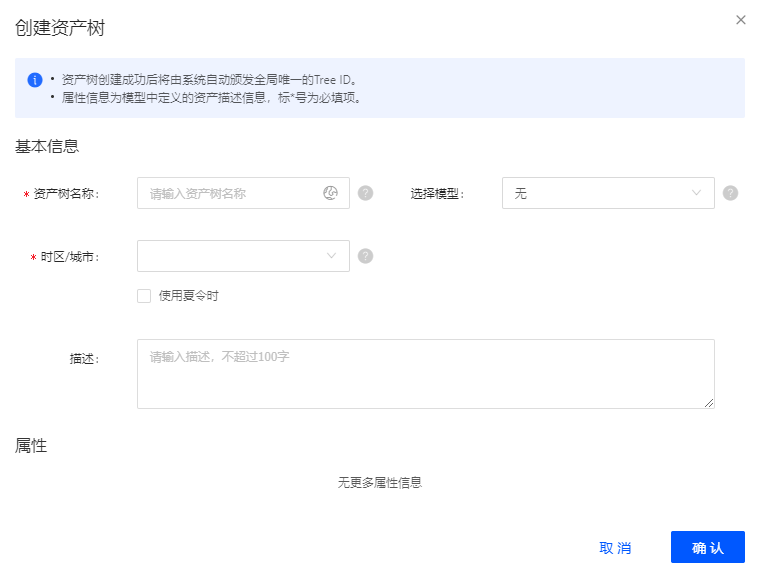 创建资产树
• 资产树创建成功后将由系统自动颁发全局唯一的Tree ID。
• 属性信息为模型中定义的资产描述信息，标*号为必填项。
基本信息
* 资产树名称： 请输入资产树名称 ? 选择模型： 无 ?
* 时区/城市： ?
使用夏令时
描述： 请输入描述，不超过100字
属性
无更多属性信息
取消 确认